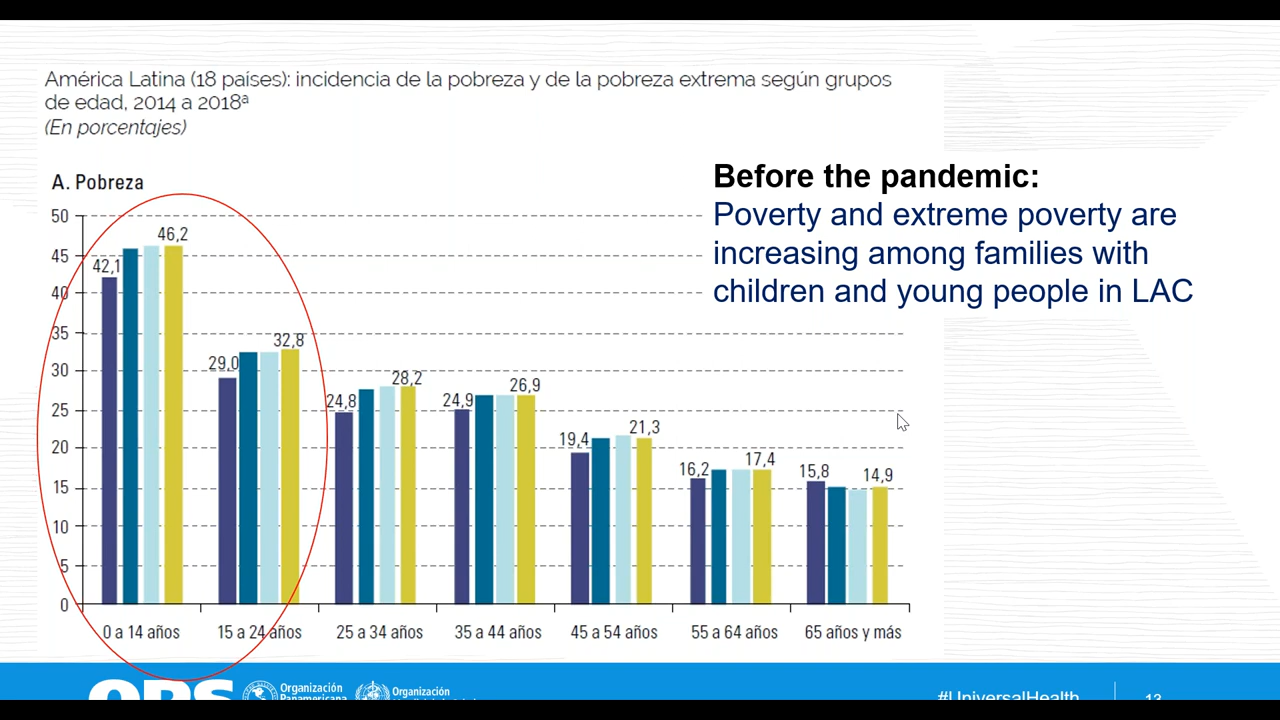 América Latina (18 países): incidencia de la pobreza y de la pobreza extrema según grupos
de edad, 2014 a 2018ª
(En porcentajes)
A. Pobreza
Before the pandemic:
Poverty and extreme poverty are
increasing among families with
children and young people in LAC
50
45
40
35
30
25
20
15
10
5
0
42,1
46,2
29,0
32,8
24,8
28,2
24,9
26,9
19,4
21,3
16,2
17,4
15,8
14,9
0 a 14 años
15 a 24 años
25 a 34 años
35 a 44 años
45 a 54 años
55 a 64 años
65 años y más
OPS
Organización
Panamericana
Organización
#UniversalHealth
13